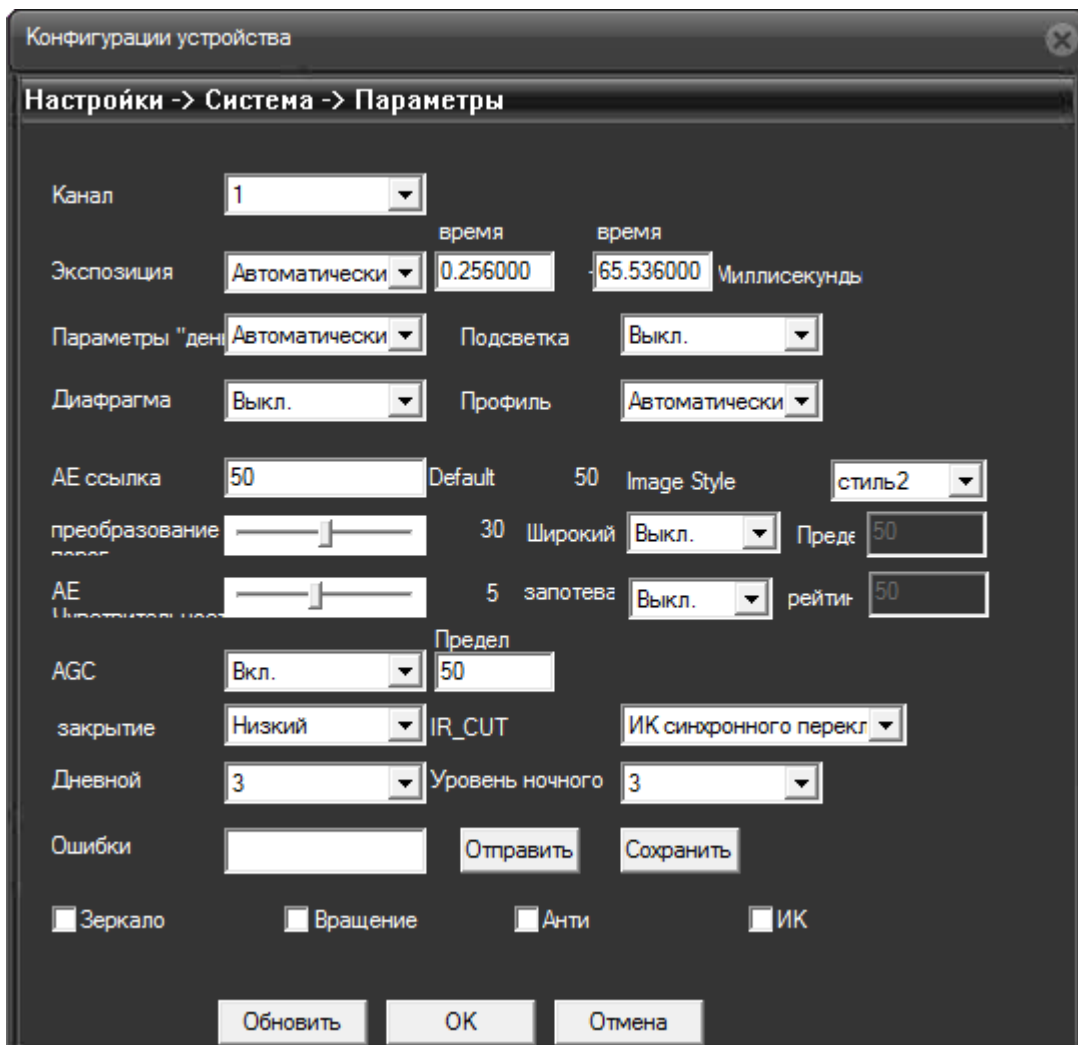 Конфигурации устройства
Настройки -> Система -> Параметры
Канал 1
время время
Экспозиция Автоматически 0.256000 - 65.536000 Миллисекунды
Параметры "ден Автоматически Подсветка Выкл.
Диафрагма Выкл. Профиль Автоматически
AE ссылка 50 Default 50 Image Style стиль2
преобразование 30 Широкий Выкл. Преде 50
AE 5 запотева Выкл. рейтин 50
Предел
AGC Вкл. 50
закрытие Низкий IR_CUT ИК синхронного перекл
Дневной 3 Уровень ночного 3
Ошибки Отправить Сохранить
Зеркало Вращение Анти ИК
Обновить OK Отмена